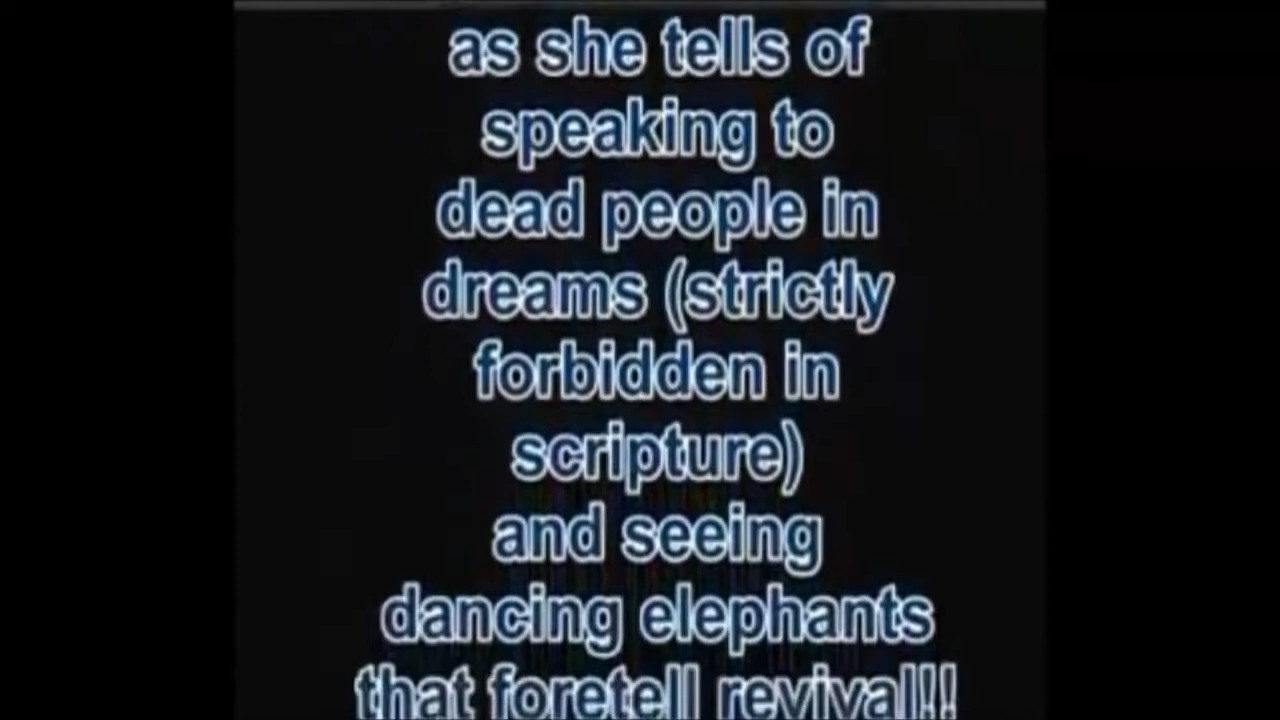 as she tells of
speaking to
dead people in
dreams (strictly
forbidden in
scripture)
and seeing
dancing elephants
that foretell revival!!